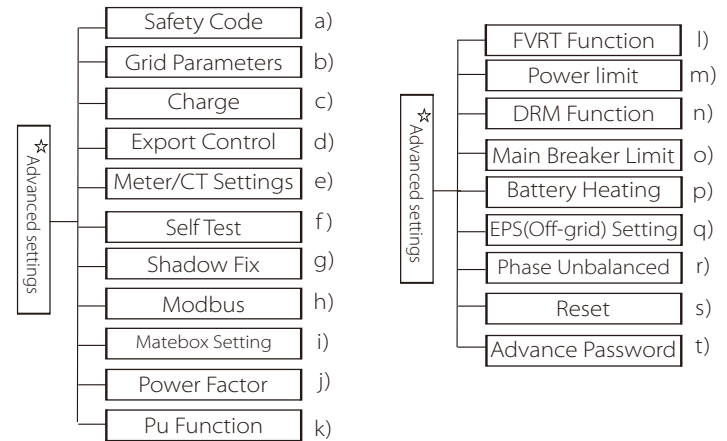 ☆Advanced settings
Safety Code a)
Grid Parameters b)
Charge c)
Export Control d)
Meter/CT Settings e)
Self Test f)
Shadow Fix g)
Modbus h)
Matebox Setting i)
Power Factor j)
Pu Function k)
☆Advanced settings
FVRT Function l)
Power limit m)
DRM Function n)
Main Breaker Limit o)
Battery Heating p)
EPS(Off-grid) Setting q)
Phase Unbalanced r)
Reset s)
Advance Password t)